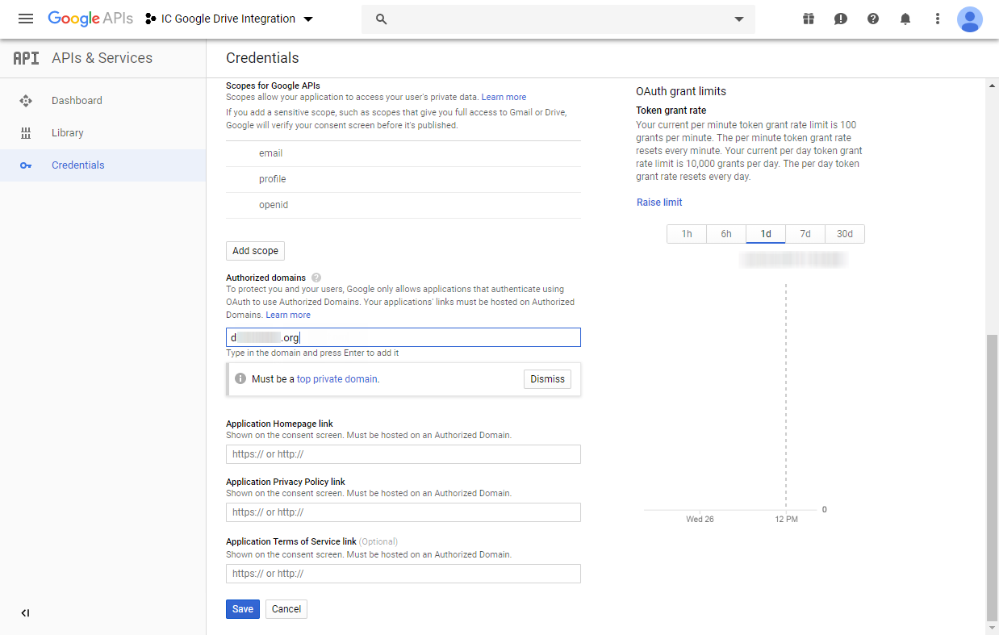 Google APIs IC Google Drive Integration
API APIs & Services
Dashboard
Library
Credentials
Credentials
Scopes for Google APIs
Scopes allow your application to access your user's private data. Learn more
If you add a sensitive scope, such as scopes that give you full access to Gmail or Drive,
Google will verify your consent screen before it's published.
email
profile
openid
Add scope
Authorized domains ?
To protect you and your users, Google only allows applications that authenticate using
OAuth to use Authorized Domains. Your applications' links must be hosted on Authorized
Domains. Learn more
d .org
Type in the domain and press Enter to add it
Must be a top private domain. Dismiss
Application Homepage link
Shown on the consent screen. Must be hosted on an Authorized Domain.
https:// or http://
Application Privacy Policy link
Shown on the consent screen. Must be hosted on an Authorized Domain.
https:// or http://
Application Terms of Service link (Optional)
Shown on the consent screen. Must be hosted on an Authorized Domain.
https:// or http://
Save Cancel
OAuth grant limits
Token grant rate
Your current per minute token grant rate limit is 100
grants per minute. The per minute token grant rate
resets every minute. Your current per day token grant
rate limit is 10,000 grants per day. The per day token
grant rate resets every day.
Raise limit
1h 6h 1d 7d 30d
0
Wed 26 12 PM